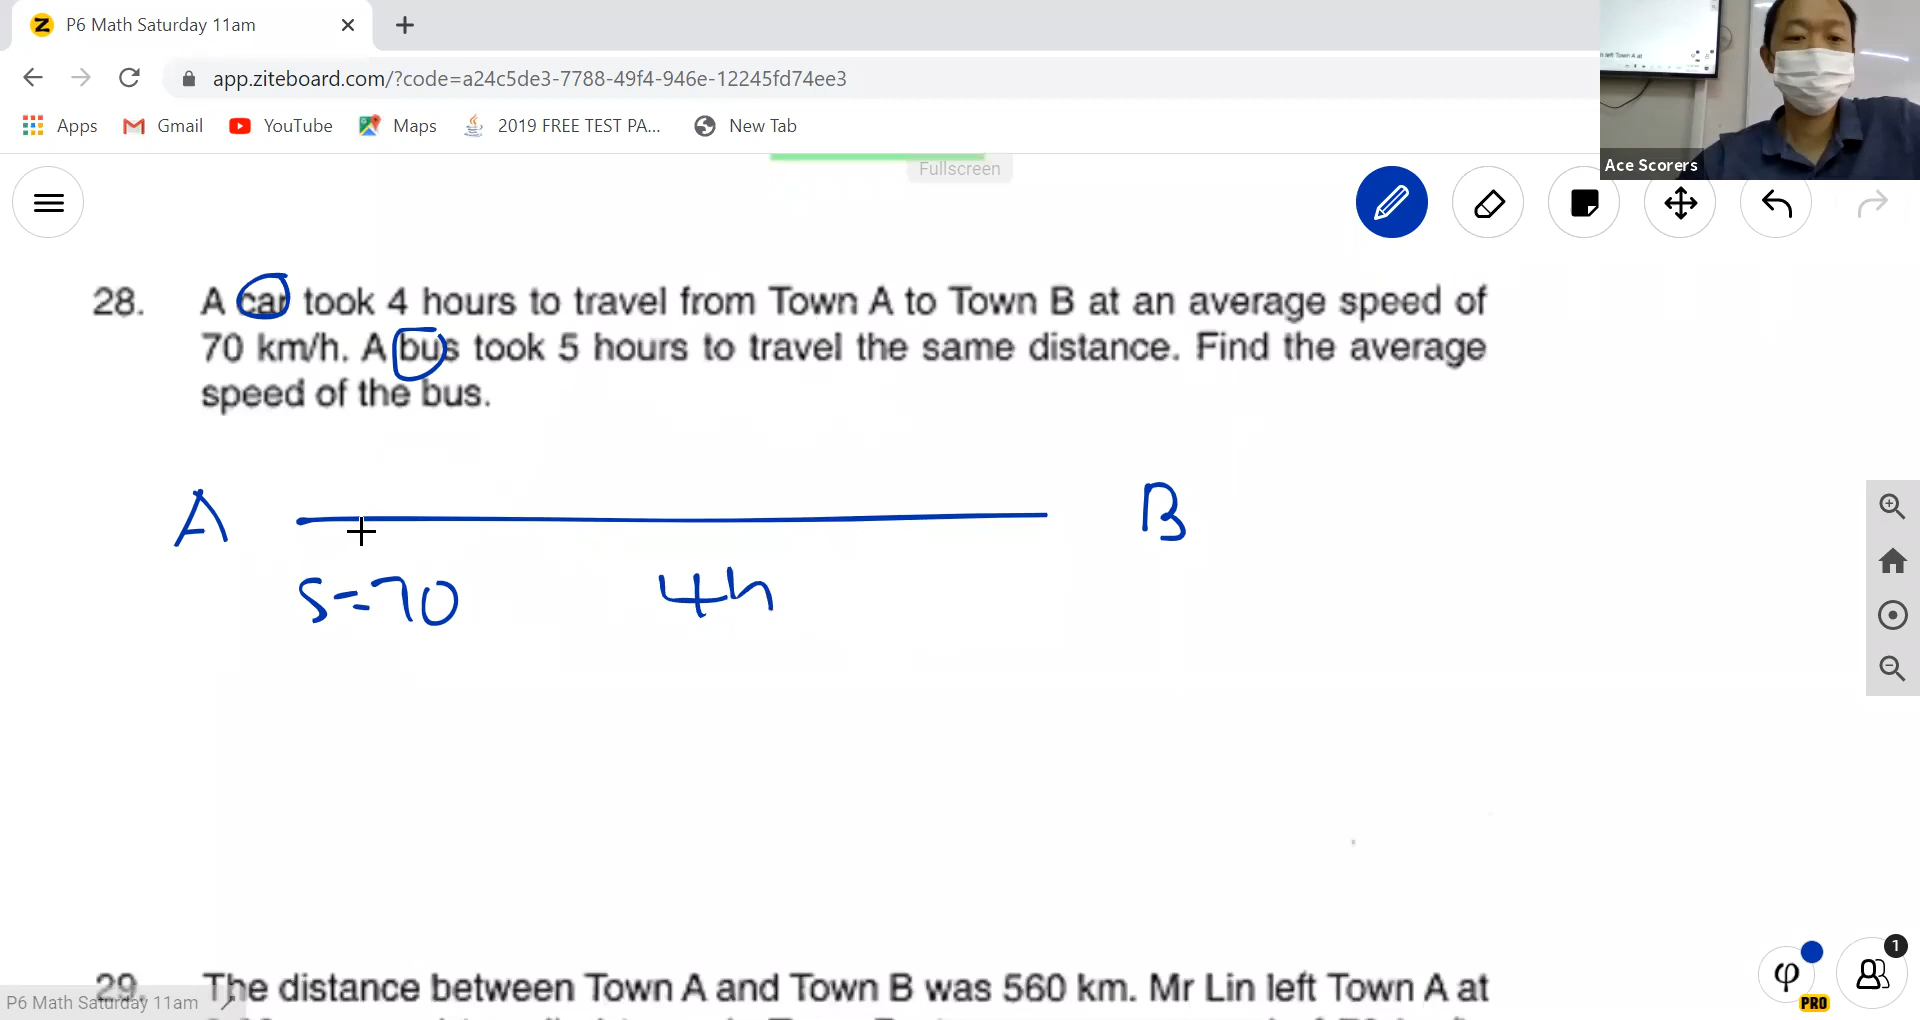 P6 Math Saturday 11am
app.ziteboard.com/?code=a24c5de3-7788-49f4-946e-12245fd74ee3
Apps Gmail YouTube Maps 2019 FREE TEST PA... New Tab
Ace Scorers
Fullscreen
28. A car took 4 hours to travel from Town A to Town B at an average speed of
70 km/h. A bus took 5 hours to travel the same distance. Find the average
speed of the bus.
A B
S=70 4h
29. The distance between Town A and Town B was 560 km. Mr Lin left Town A at
P6 Math Saturday 11am
1
φ
PRO